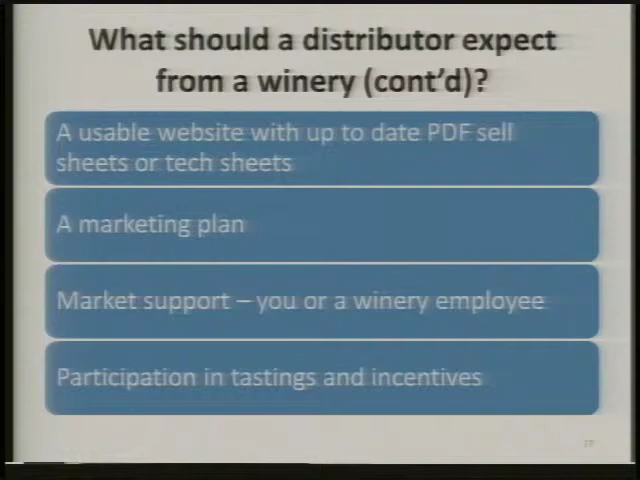 What should a distributor expect
from a winery (cont'd)?
A usable website with up to date PDF sell
sheets or tech sheets
A marketing plan
Market support – you or a winery employee
Participation in tastings and incentives